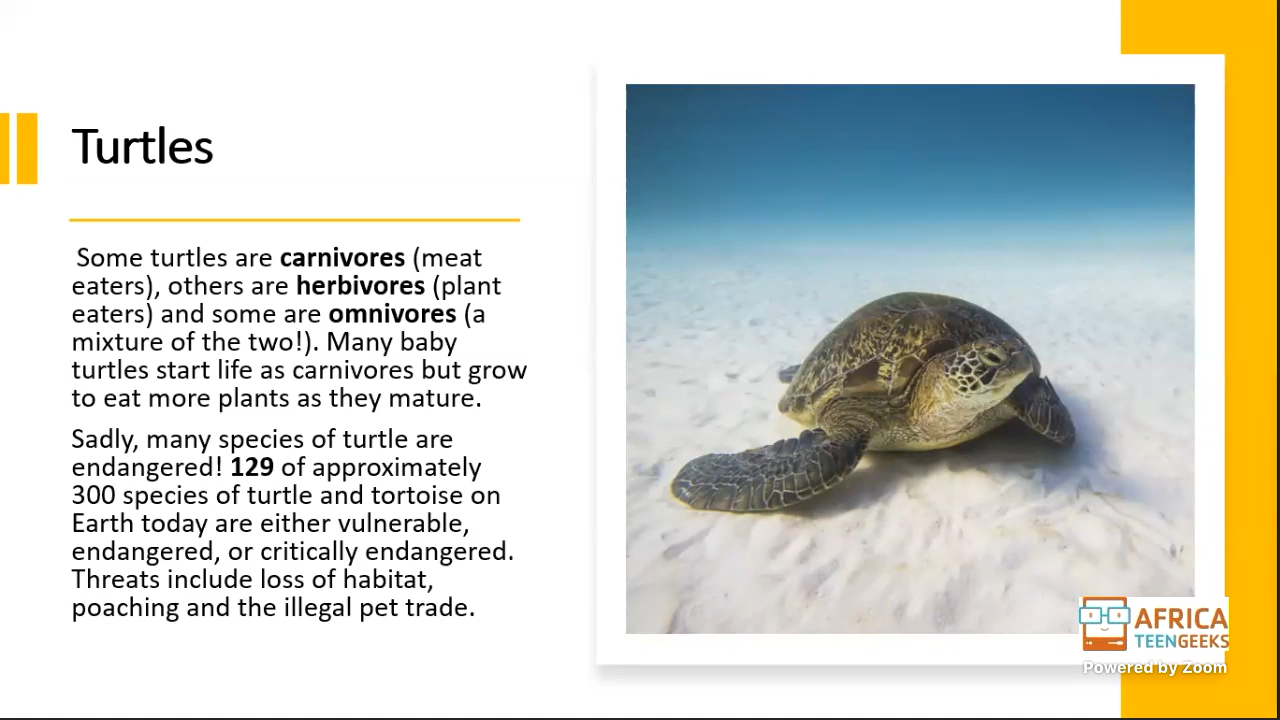 Turtles
Some turtles are carnivores (meat
eaters), others are herbivores (plant
eaters) and some are omnivores (a
mixture of the two!). Many baby
turtles start life as carnivores but grow
to eat more plants as they mature.
Sadly, many species of turtle are
endangered! 129 of approximately
300 species of turtle and tortoise on
Earth today are either vulnerable,
endangered, or critically endangered.
Threats include loss of habitat,
poaching and the illegal pet trade.
AFRICA
TEENGEEKS
Powered by Zoom